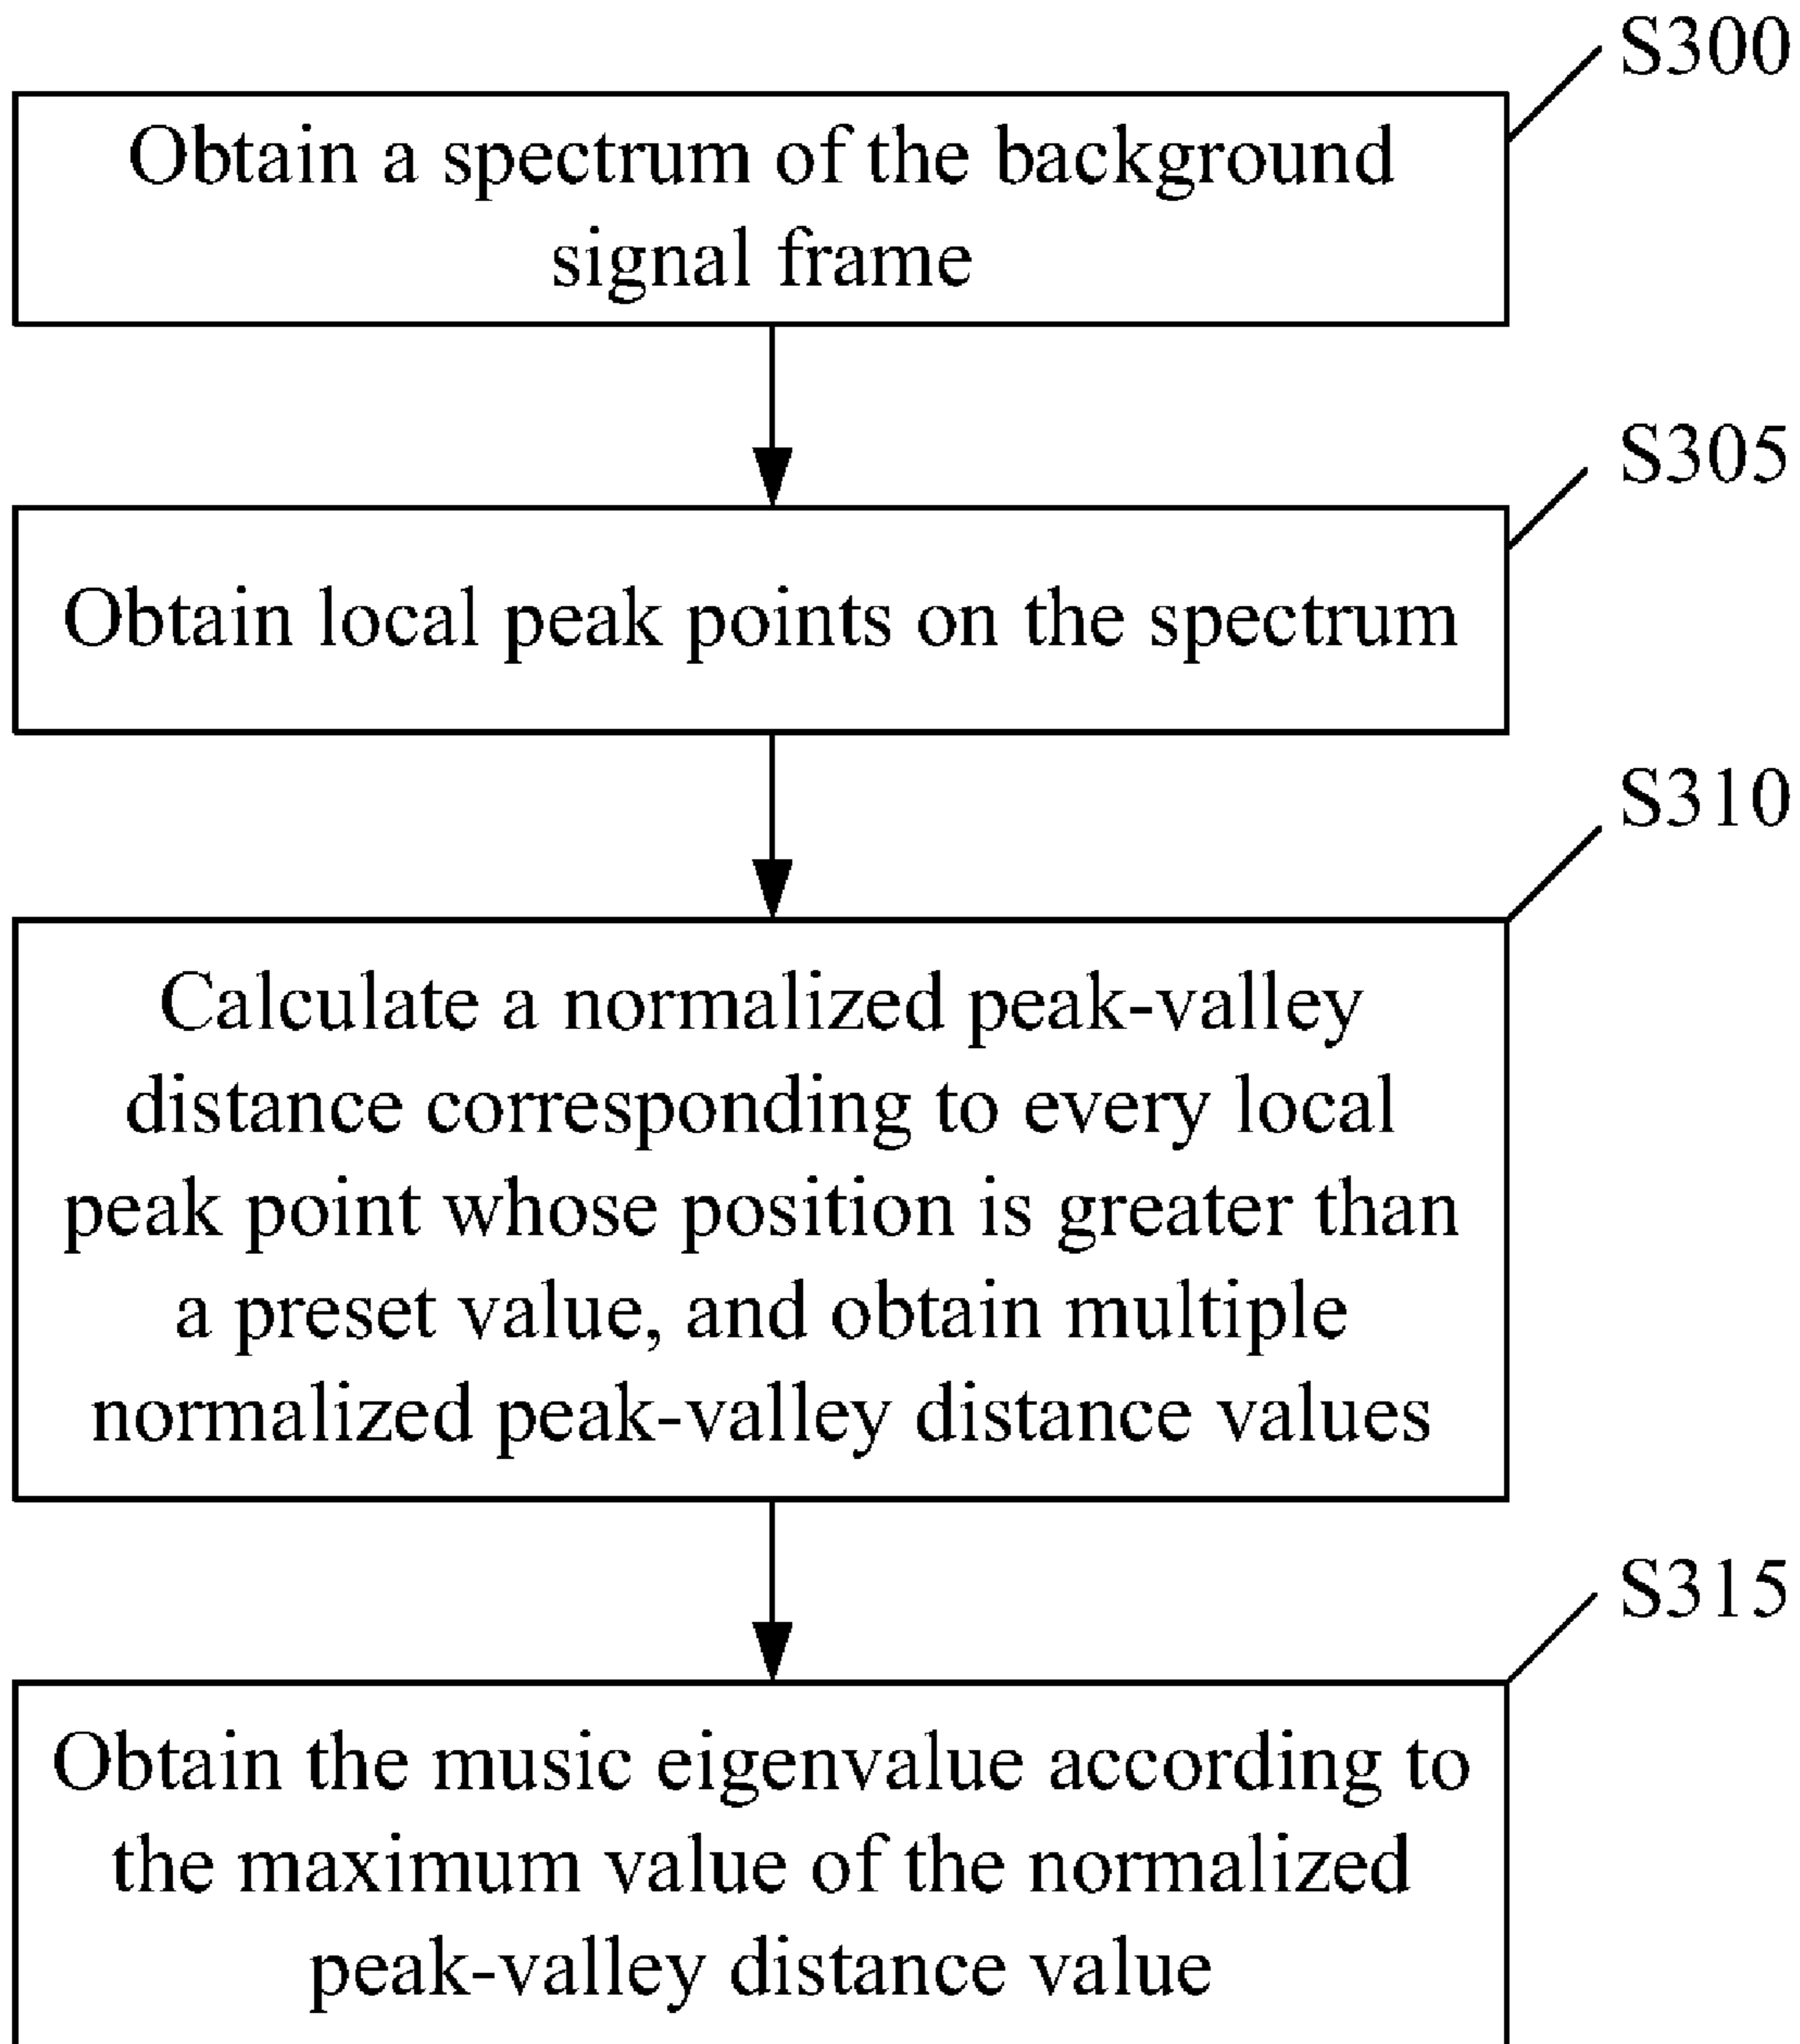 S300
Obtain a spectrum of the background
signal frame
S305
Obtain local peak points on the spectrum
S310
Calculate a normalized peak-valley
distance corresponding to every local
peak point whose position is greater than
a preset value, and obtain multiple
normalized peak-valley distance values
S315
Obtain the music eigenvalue according to
the maximum value of the normalized
peak-valley distance value